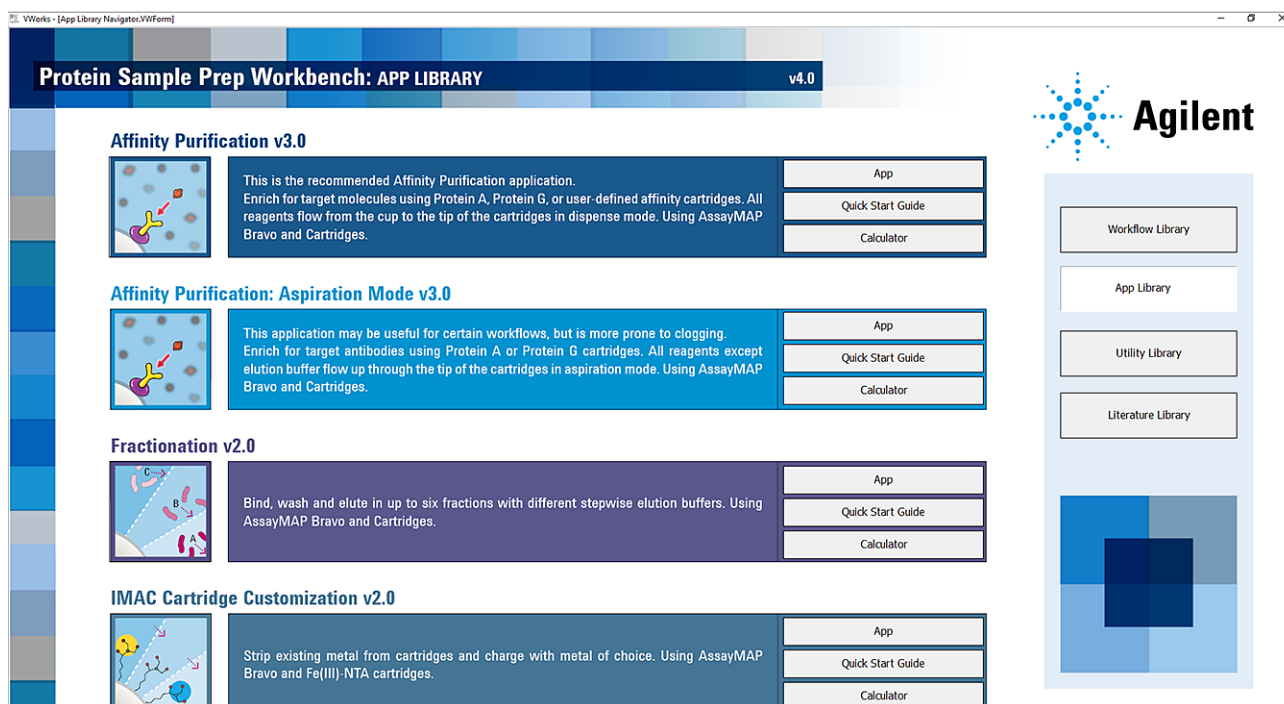 VWorks - [App Library Navigator.VWForm]
Protein Sample Prep Workbench: APP LIBRARY
v4.0
Agilent
Affinity Purification v3.0
This is the recommended Affinity Purification application.
Enrich for target molecules using Protein A, Protein G, or user-defined affinity cartridges. All
reagents flow from the cup to the tip of the cartridges in dispense mode. Using AssayMAP
Bravo and Cartridges.
App
Quick Start Guide
Calculator
Affinity Purification: Aspiration Mode v3.0
This application may be useful for certain workflows, but is more prone to clogging.
Enrich for target antibodies using Protein A or Protein G cartridges. All reagents except
elution buffer flow up through the tip of the cartridges in aspiration mode. Using AssayMAP
Bravo and Cartridges.
App
Quick Start Guide
Calculator
Fractionation v2.0
C
B
A
Bind, wash and elute in up to six fractions with different stepwise elution buffers. Using
AssayMAP Bravo and Cartridges.
App
Quick Start Guide
Calculator
IMAC Cartridge Customization v2.0
Strip existing metal from cartridges and charge with metal of choice. Using AssayMAP
Bravo and Fe(III)-NTA cartridges.
App
Quick Start Guide
Calculator
Workflow Library
App Library
Utility Library
Literature Library